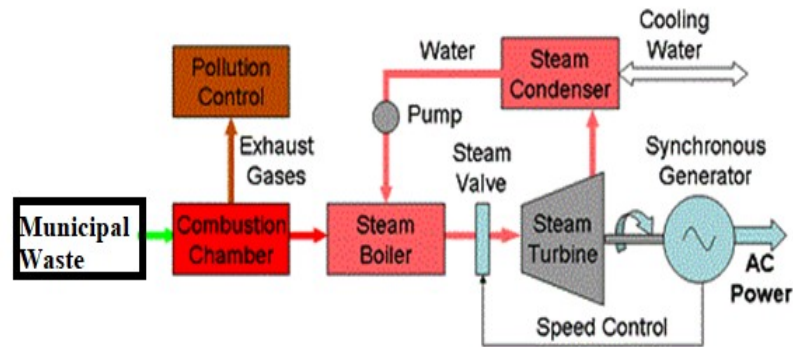 Cooling
Water
Water
Steam
Condenser
Pollution
Control
Pump
Exhaust
Gases
Steam
Valve
Synchronous
Generator
Municipal
Waste
Combustion
Chamber
Steam
Boiler
Steam
Turbine
AC
Power
Speed Control